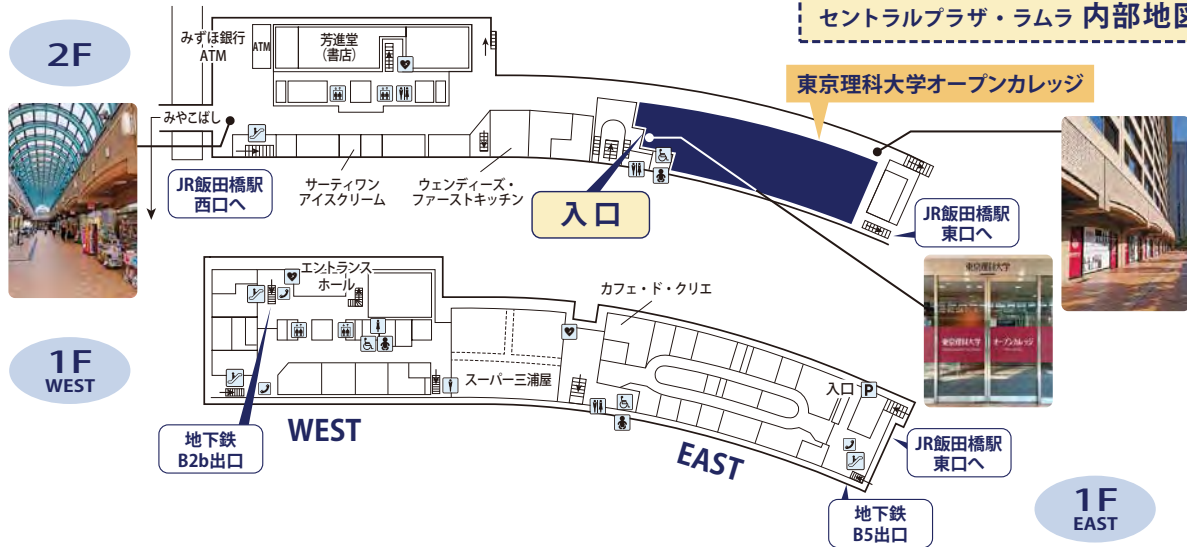 セントラルプラザ・ラムラ 内部地図
2F
みずほ銀行
ATM
ATM
芳進堂
(書店)
東京理科大学オープンカレッジ
みやこばし
JR飯田橋駅
西口へ
サーティワン
アイスクリーム
ウェンディーズ・
ファーストキッチン
入口
JR飯田橋駅
東口へ
東京理科大学
東京理科大学
オープンカレッジ
エントランス
ホール
カフェ・ド・クリエ
1F
WEST
スーパー三浦屋
入口
P
WEST
EAST
地下鉄
B2b出口
JR飯田橋駅
東口へ
地下鉄
B5出口
1F
EAST